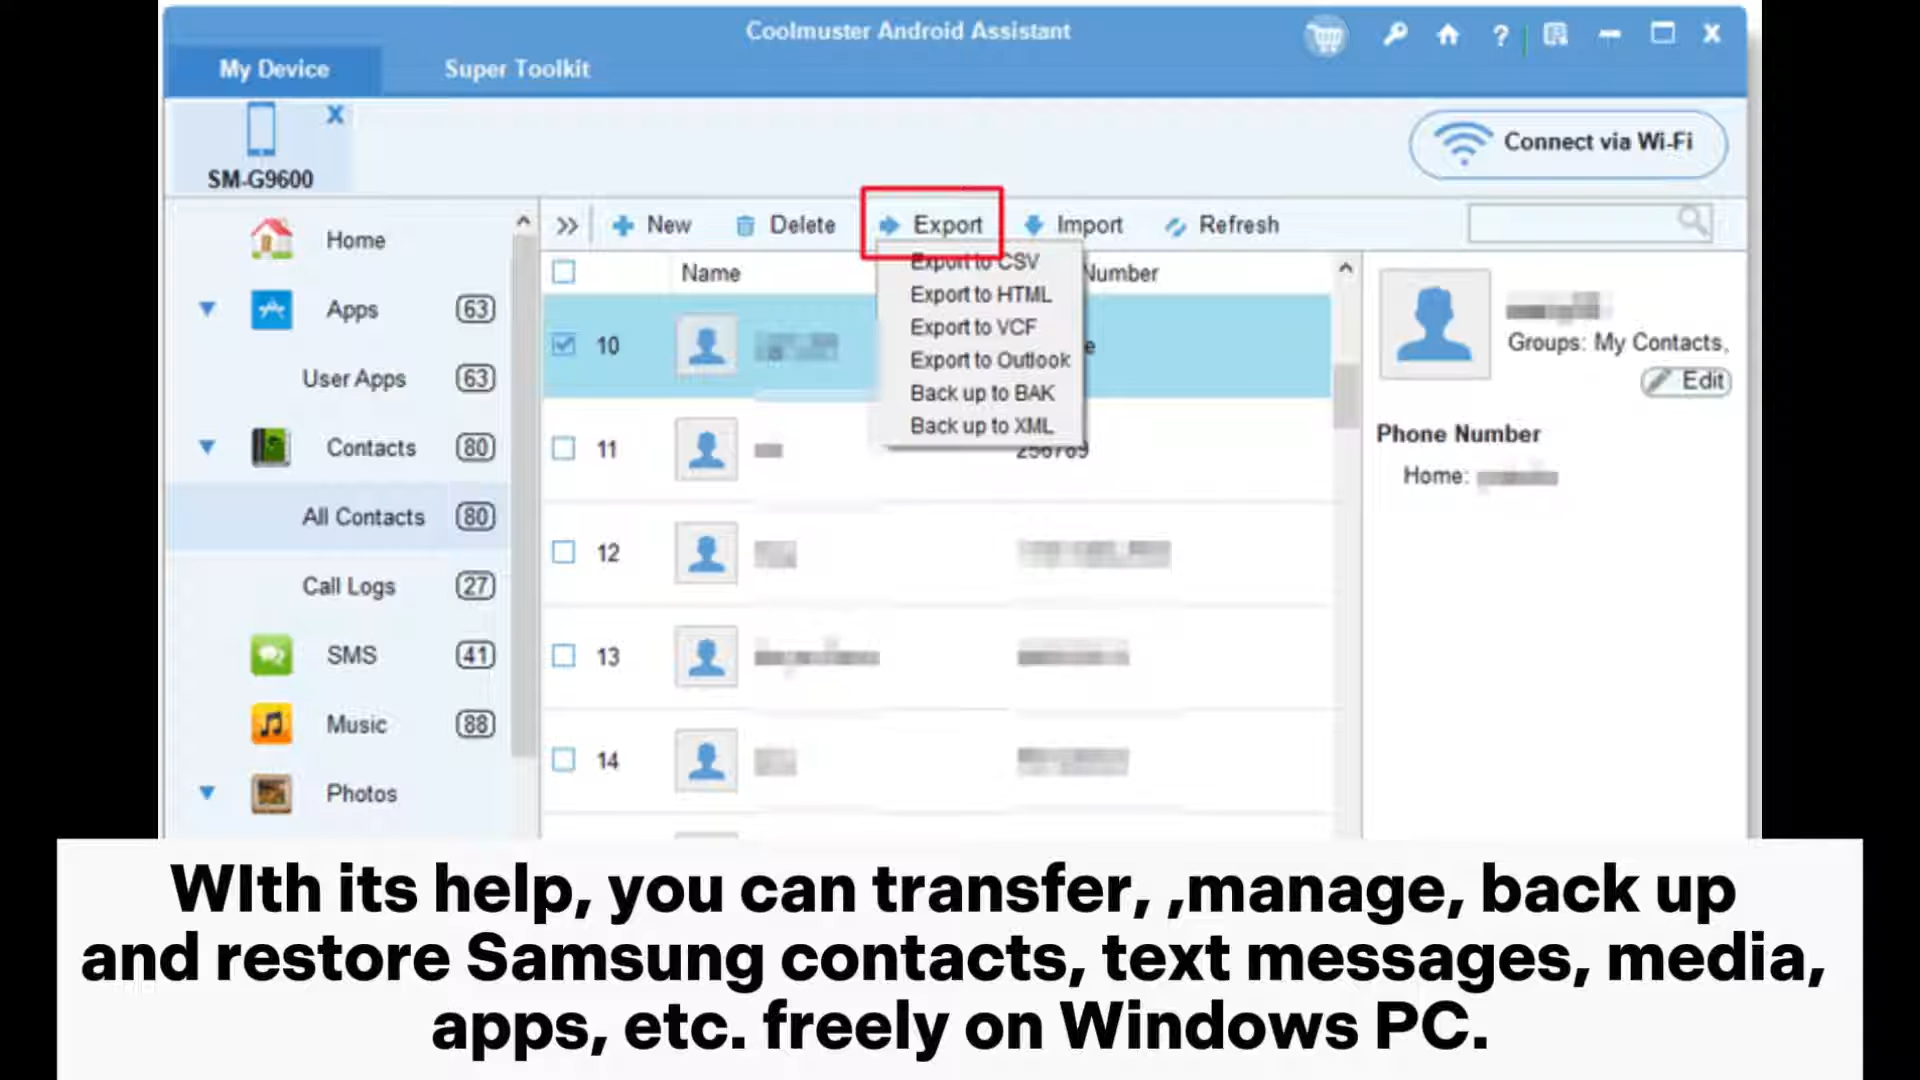 Coolmuster Android Assistant
My Device
Super Toolkit
SM-G9600
Connect via Wi-Fi
New
Delete
Export
Import
Refresh
Home
Apps 63
User Apps 63
Contacts 80
All Contacts 80
Call Logs 27
SMS 41
Music 88
Photos
Name
Number
Export to CSV
Export to HTML
Export to VCF
Export to Outlook
Back up to BAK
Back up to XML
10
11
256789
12
13
14
Groups: My Contacts,
Edit
Phone Number
Home:
WIth its help, you can transfer, ,manage, back up
and restore Samsung contacts, text messages, media,
apps, etc. freely on Windows PC.